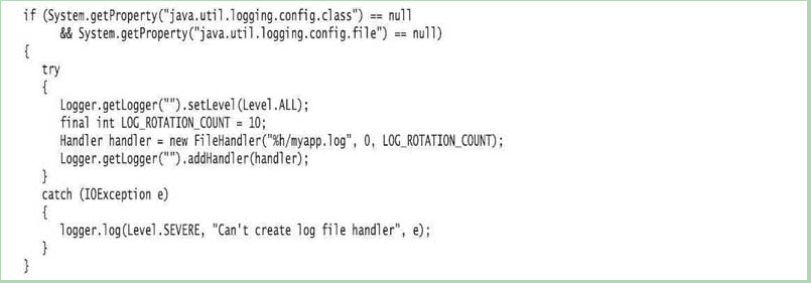 if (System.getProperty("java.util.logging.config.class") == null
      && System.getProperty("java.util.logging.config.file") == null)
{
   try
   {
      Logger.getLogger("").setLevel(Level.ALL);
      final int LOG_ROTATION_COUNT = 10;
      Handler handler = new FileHandler("%h/myapp.log", 0, LOG_ROTATION_COUNT);
      Logger.getLogger("").addHandler(handler);
   }
   catch (IOException e)
   {
      logger.log(Level.SEVERE, "Can't create log file handler", e);
   }
}